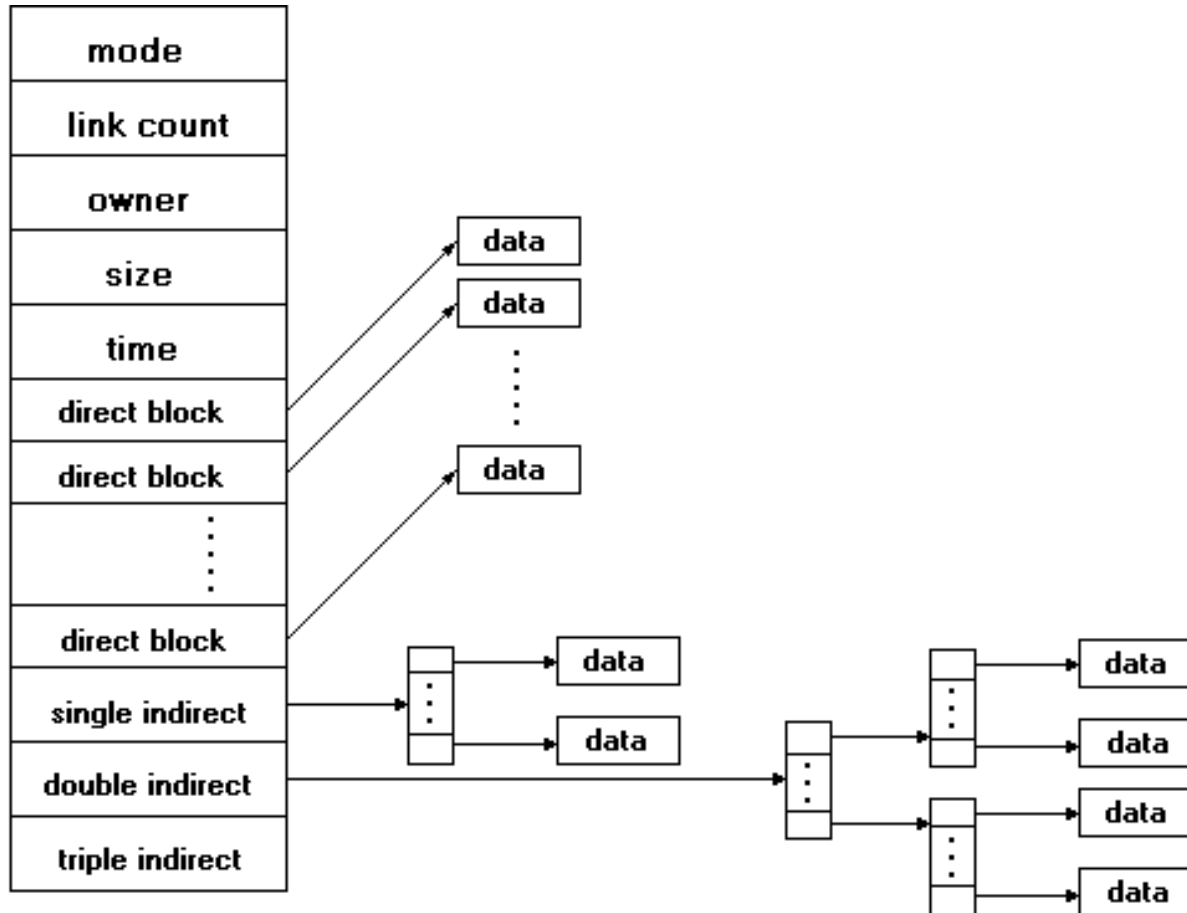 mode
link count
owner
size
time
direct block
direct block
direct block
single indirect
double indirect
triple indirect
data
data
data
data
data
data
data
data
data